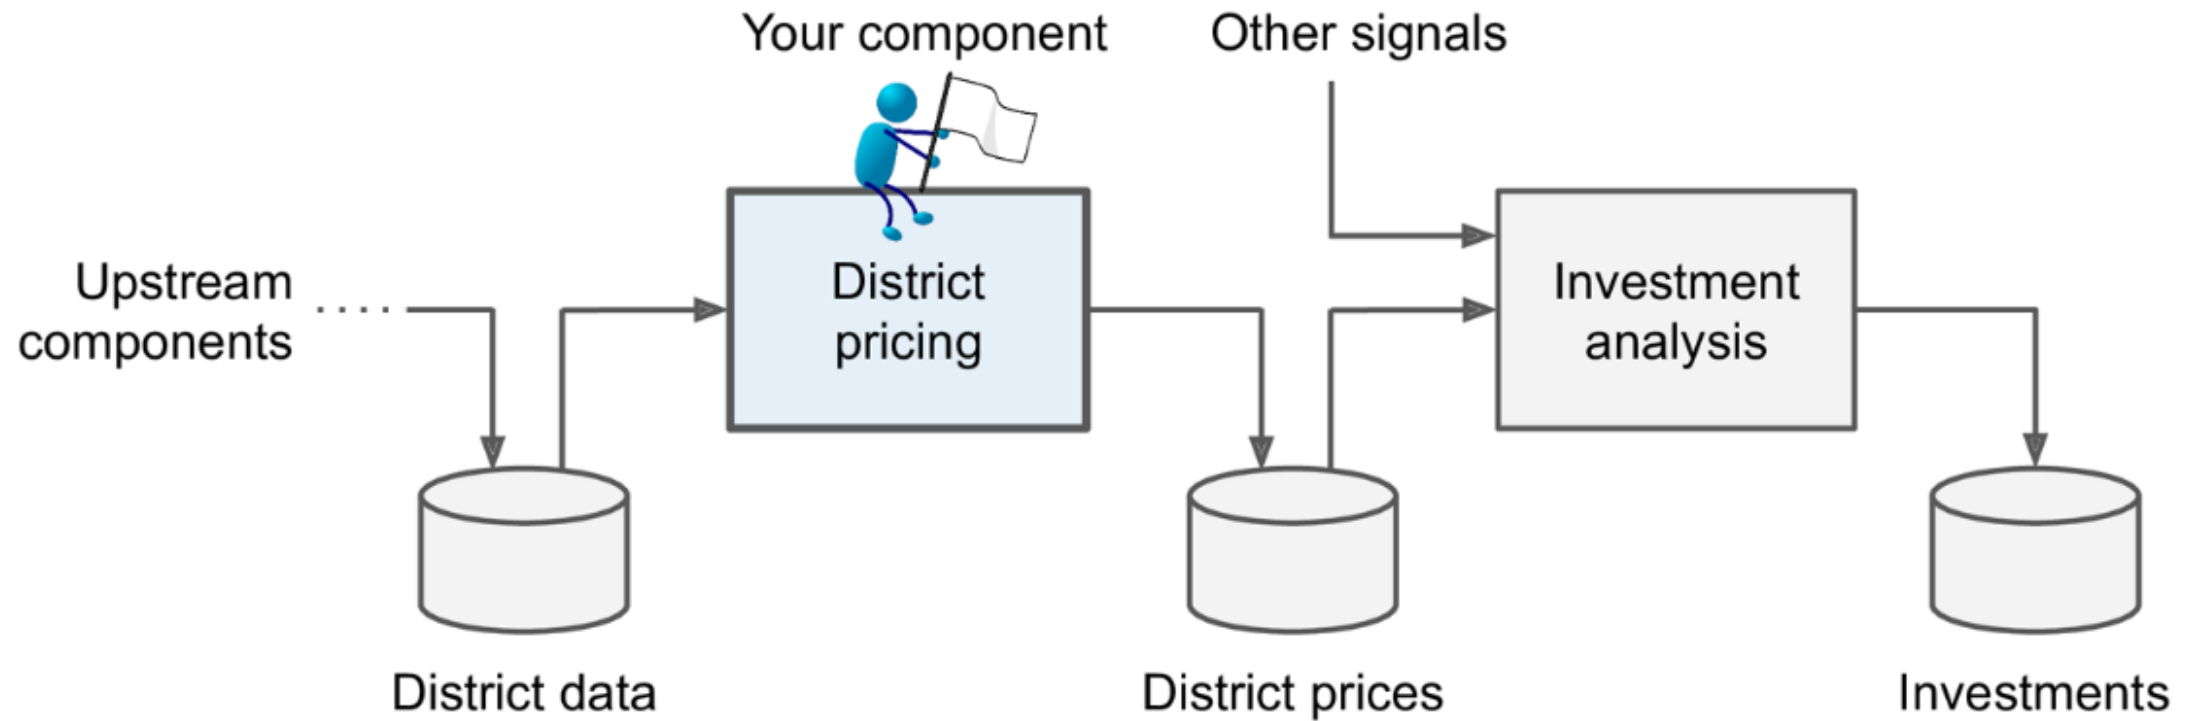 Your component
Other signals
Upstream
components
District
pricing
Investment
analysis
District data
District prices
Investments